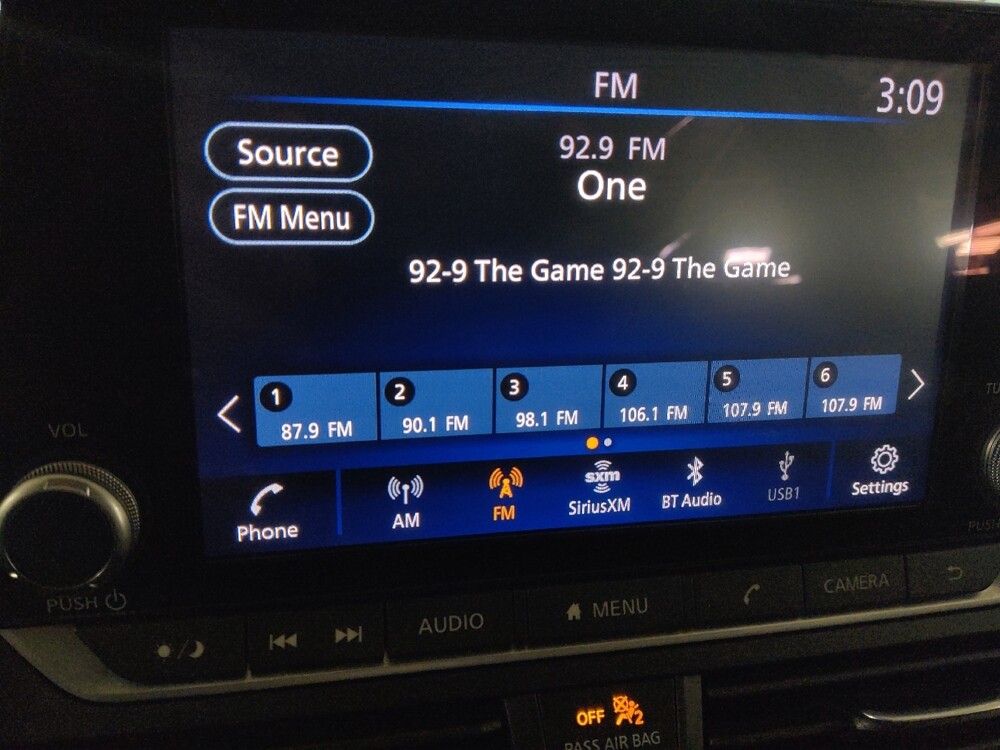 FM
3:09
Source
92.9 FM
One
FM Menu
92-9 The Game 92-9 The Game
1
87.9 FM
2
90.1 FM
3
98.1 FM
4
106.1 FM
5
107.9 FM
6
107.9 FM
Phone
AM
FM
sxm
SiriusXM
BT Audio
USB1
Settings
VOL
PUSH
AUDIO
MENU
CAMERA
OFF
2
PASS AIR BAG